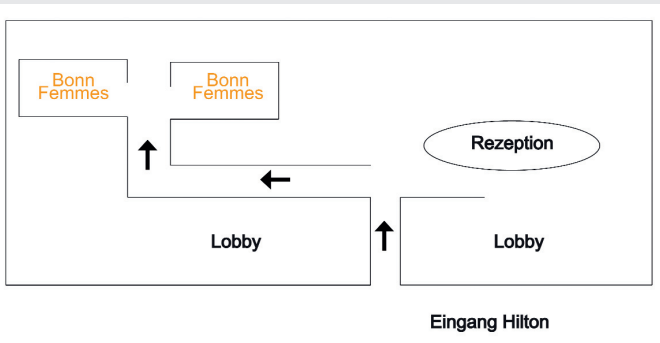 Bonn
Femmes
Bonn
Femmes
Rezeption
Lobby
Lobby
Eingang Hilton